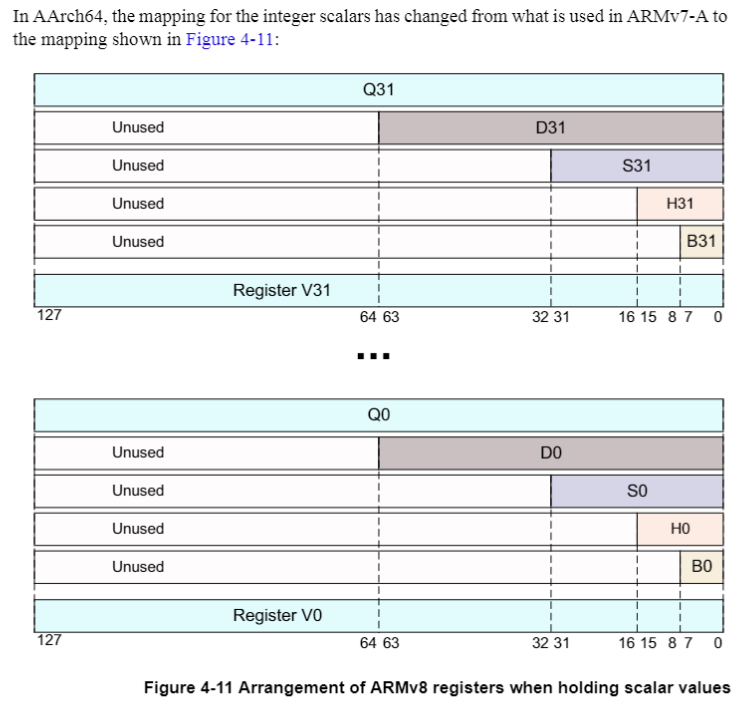 In AArch64, the mapping for the integer scalars has changed from what is used in ARMv7-A to
the mapping shown in Figure 4-11:
Q31
Unused D31
Unused S31
Unused H31
Unused B31
Register V31
127 64 63 32 31 16 15 8 7 0
...
Q0
Unused D0
Unused S0
Unused H0
Unused B0
Register V0
127 64 63 32 31 16 15 8 7 0
Figure 4-11 Arrangement of ARMv8 registers when holding scalar values